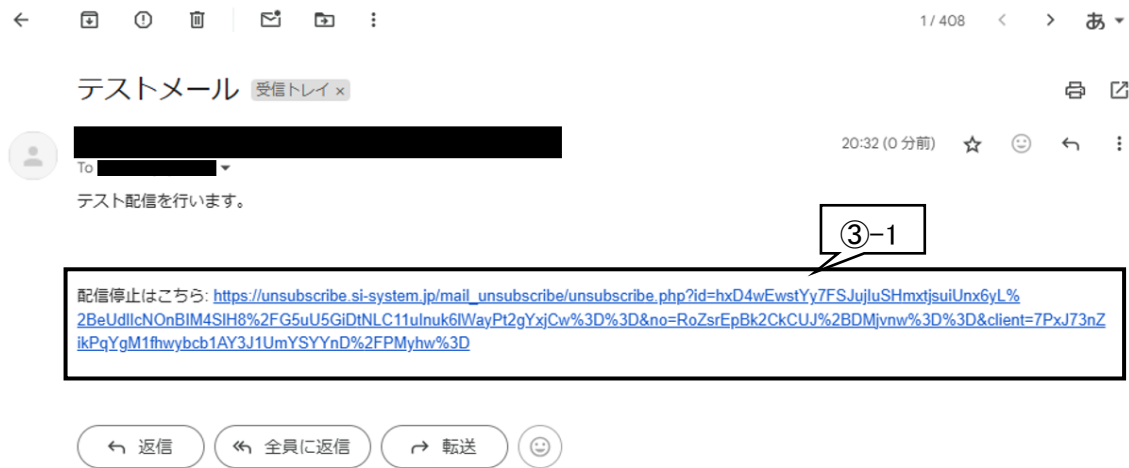 1 / 408 あ
テストメール 受信トレイ ×
20:32 (0 分前)
To
テスト配信を行います。
③-1
配信停止はこちら: https://unsubscribe.si-system.jp/mail_unsubscribe/unsubscribe.php?id=hxD4wEwstYy7FSJujIuSHmxtjsuiUnx6yL%
2BeUdlIcNOnBIM4SIH8%2FG5uU5GiDtNLC11uInuk6IWayPt2gYxjCw%3D%3D&no=RoZsrEpBk2CkCUJ%2BDMjvnw%3D%3D&client=7PxJ73nZ
ikPqYgM1fhwybcb1AY3J1UmYSYYnD%2FPMyhw%3D
返信 全員に返信 転送